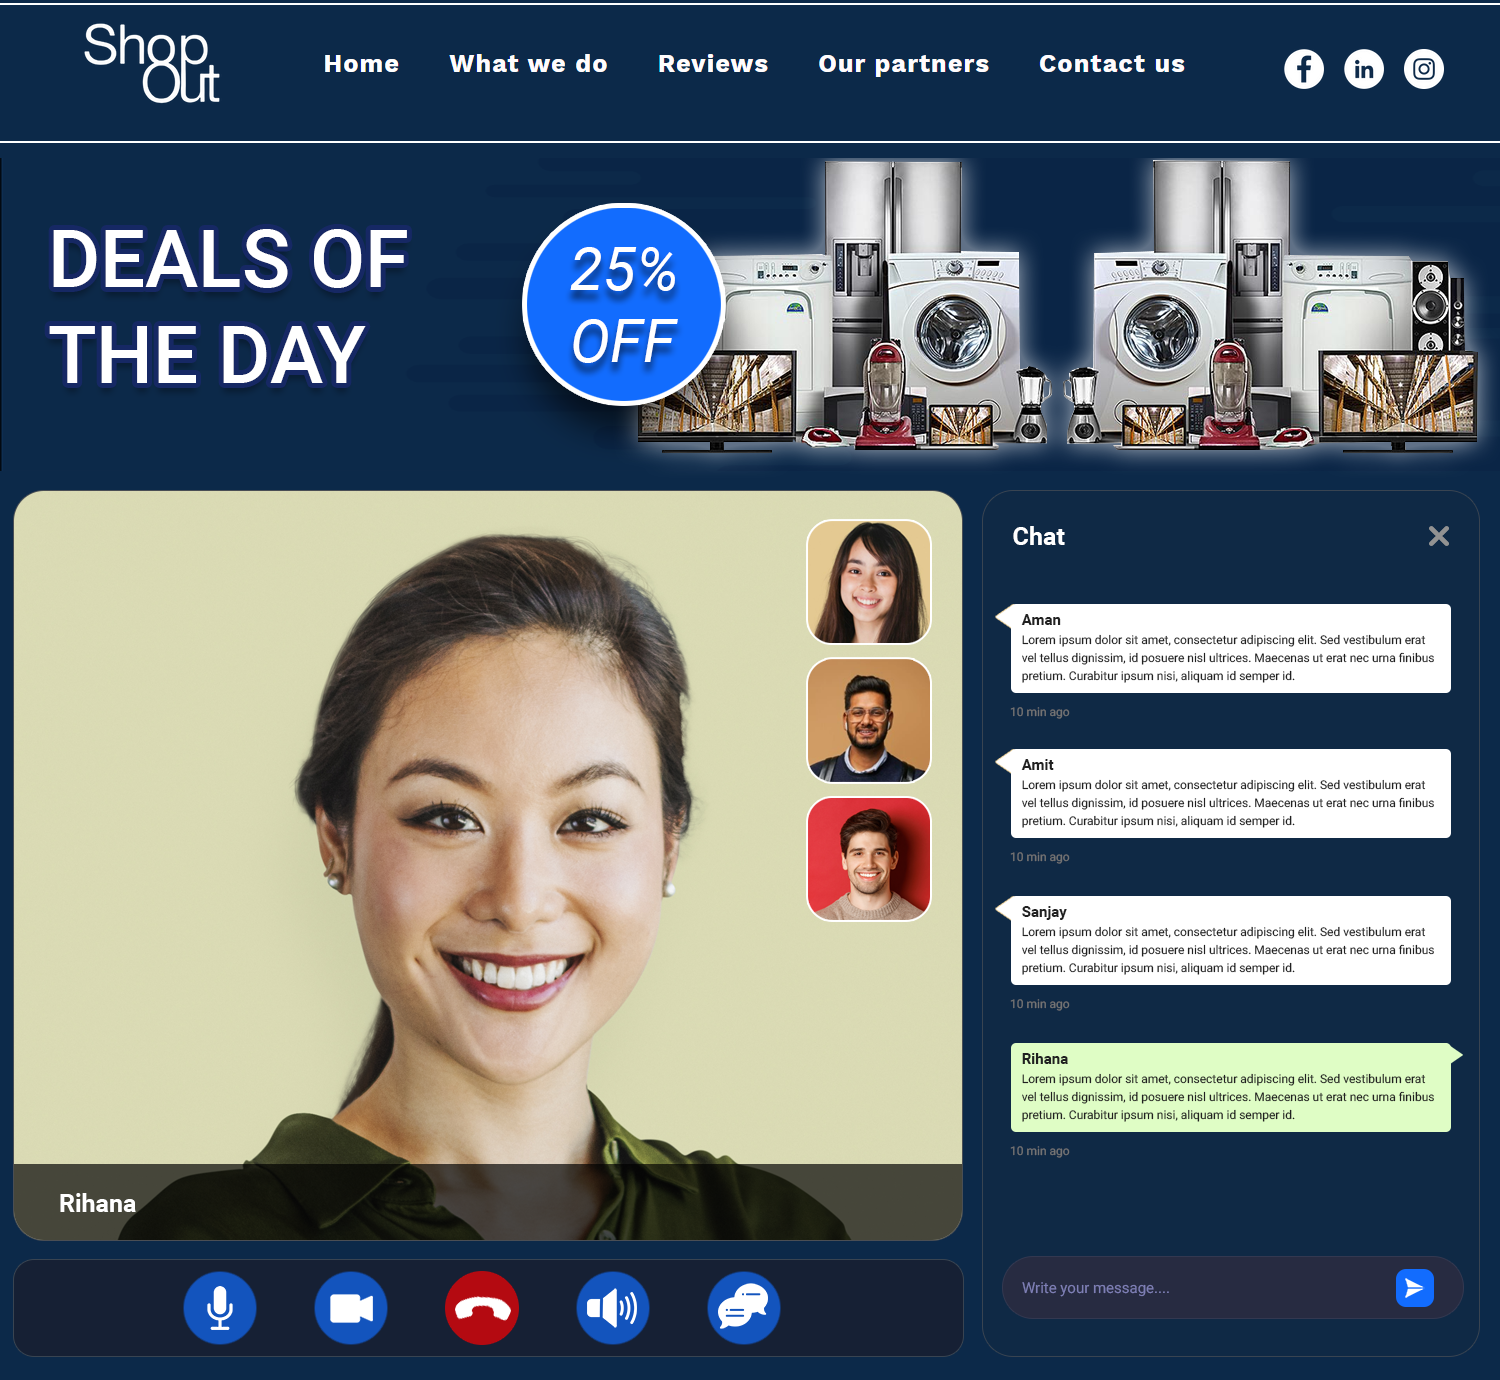 Shop
Out
Home
What we do
Reviews
Our partners
Contact us
DEALS OF
THE DAY
25%
OFF
Rihana
Chat
Aman
Lorem ipsum dolor sit amet, consectetur adipiscing elit. Sed vestibulum erat
vel tellus dignissim, id posuere nisl ultrices. Maecenas ut erat nec urna finibus
pretium. Curabitur ipsum nisi, aliquam id semper id.
10 min ago
Amit
Lorem ipsum dolor sit amet, consectetur adipiscing elit. Sed vestibulum erat
vel tellus dignissim, id posuere nisl ultrices. Maecenas ut erat nec urna finibus
pretium. Curabitur ipsum nisi, aliquam id semper id.
10 min ago
Sanjay
Lorem ipsum dolor sit amet, consectetur adipiscing elit. Sed vestibulum erat
vel tellus dignissim, id posuere nisl ultrices. Maecenas ut erat nec urna finibus
pretium. Curabitur ipsum nisi, aliquam id semper id.
10 min ago
Rihana
Lorem ipsum dolor sit amet, consectetur adipiscing elit. Sed vestibulum erat
vel tellus dignissim, id posuere nisl ultrices. Maecenas ut erat nec urna finibus
pretium. Curabitur ipsum nisi, aliquam id semper id.
10 min ago
Write your message....